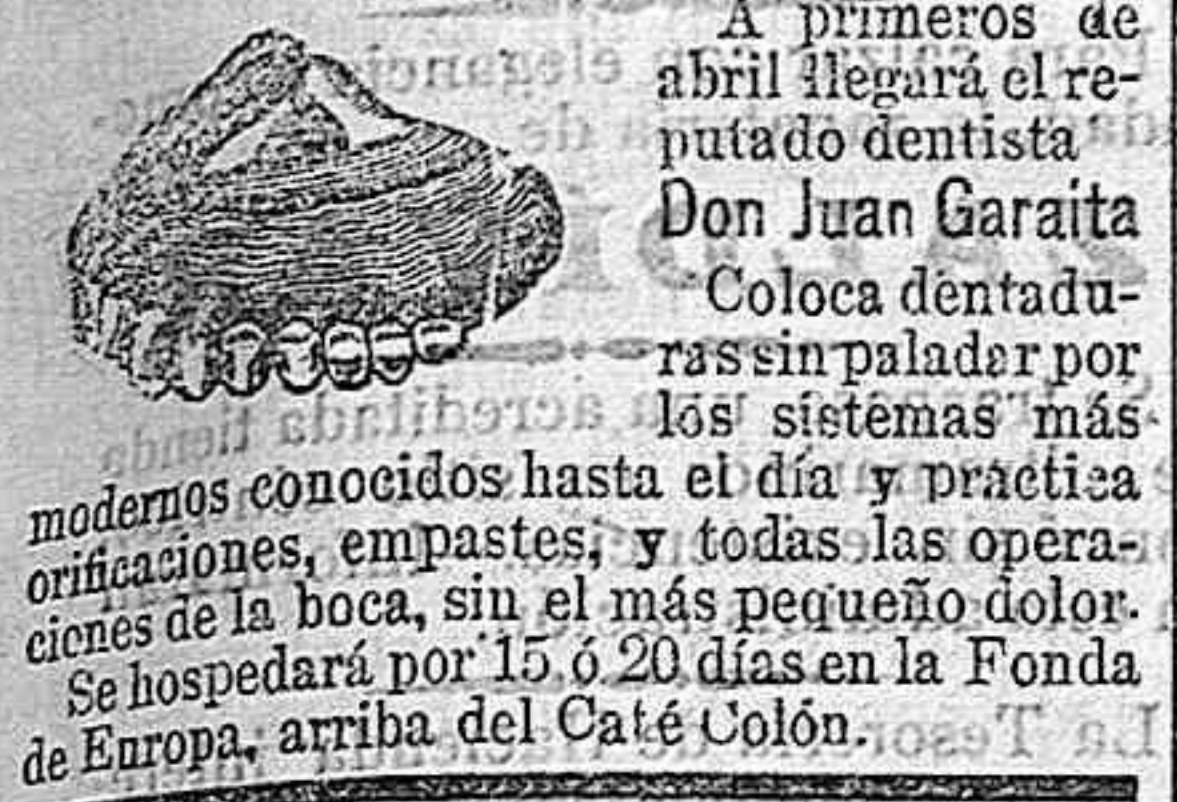 A primeros de
abril llegará el re-
putado dentista
Don Juan Garaita
Coloca dentadu-
ras sin paladar por
los sistemas más
modernos conocidos hasta el día y practica
orificaciones, empastes, y todas las opera-
ciones de la boca, sin el más pequeño dolor.
Se hospedará por 15 ó 20 días en la Fonda
de Europa, arriba del Café Colón.